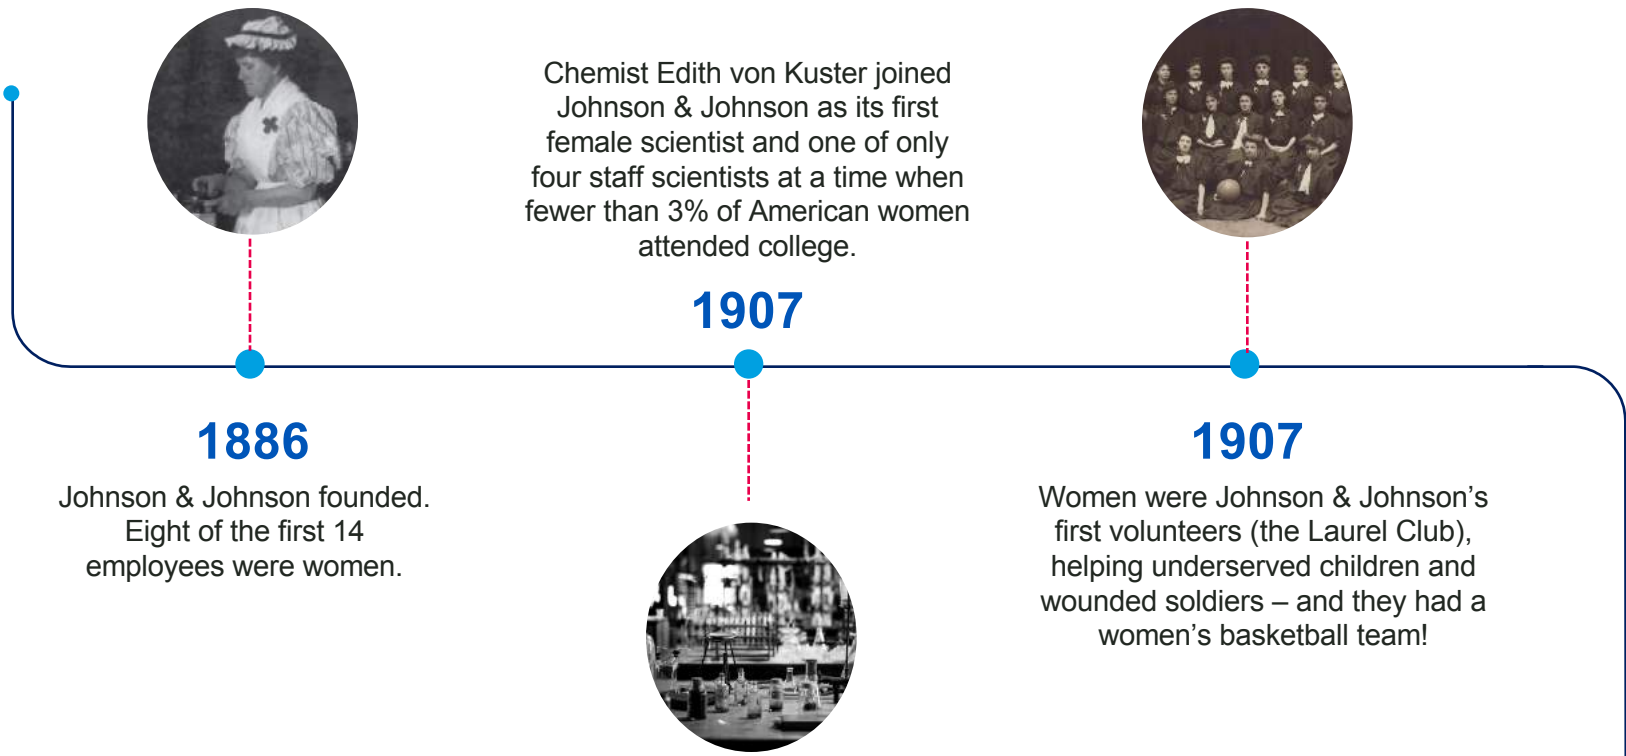 1886
Johnson & Johnson founded.
Eight of the first 14
employees were women.
Chemist Edith von Kuster joined
Johnson & Johnson as its first
female scientist and one of only
four staff scientists at a time when
fewer than 3% of American women
attended college.
1907
1907
Women were Johnson & Johnson’s
first volunteers (the Laurel Club),
helping underserved children and
wounded soldiers – and they had a
women’s basketball team!